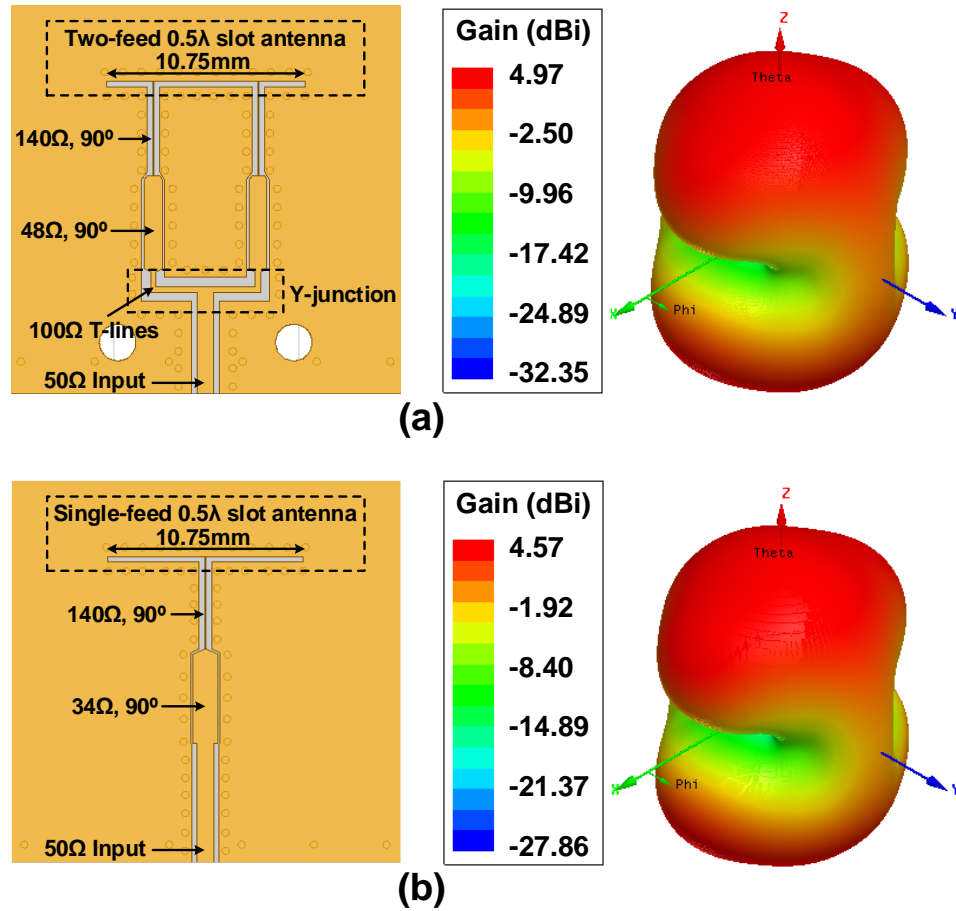 Two-feed 0.5λ slot antenna
10.75mm
140Ω, 90º
48Ω, 90º
Y-junction
100Ω T-lines
50Ω Input
Gain (dBi)
4.97
-2.50
-9.96
-17.42
-24.89
-32.35
Z
Theta
X
Phi
Y
(a)
Single-feed 0.5λ slot antenna
10.75mm
140Ω, 90º
34Ω, 90º
50Ω Input
Gain (dBi)
4.57
-1.92
-8.40
-14.89
-21.37
-27.86
Z
Theta
X
Phi
Y
(b)